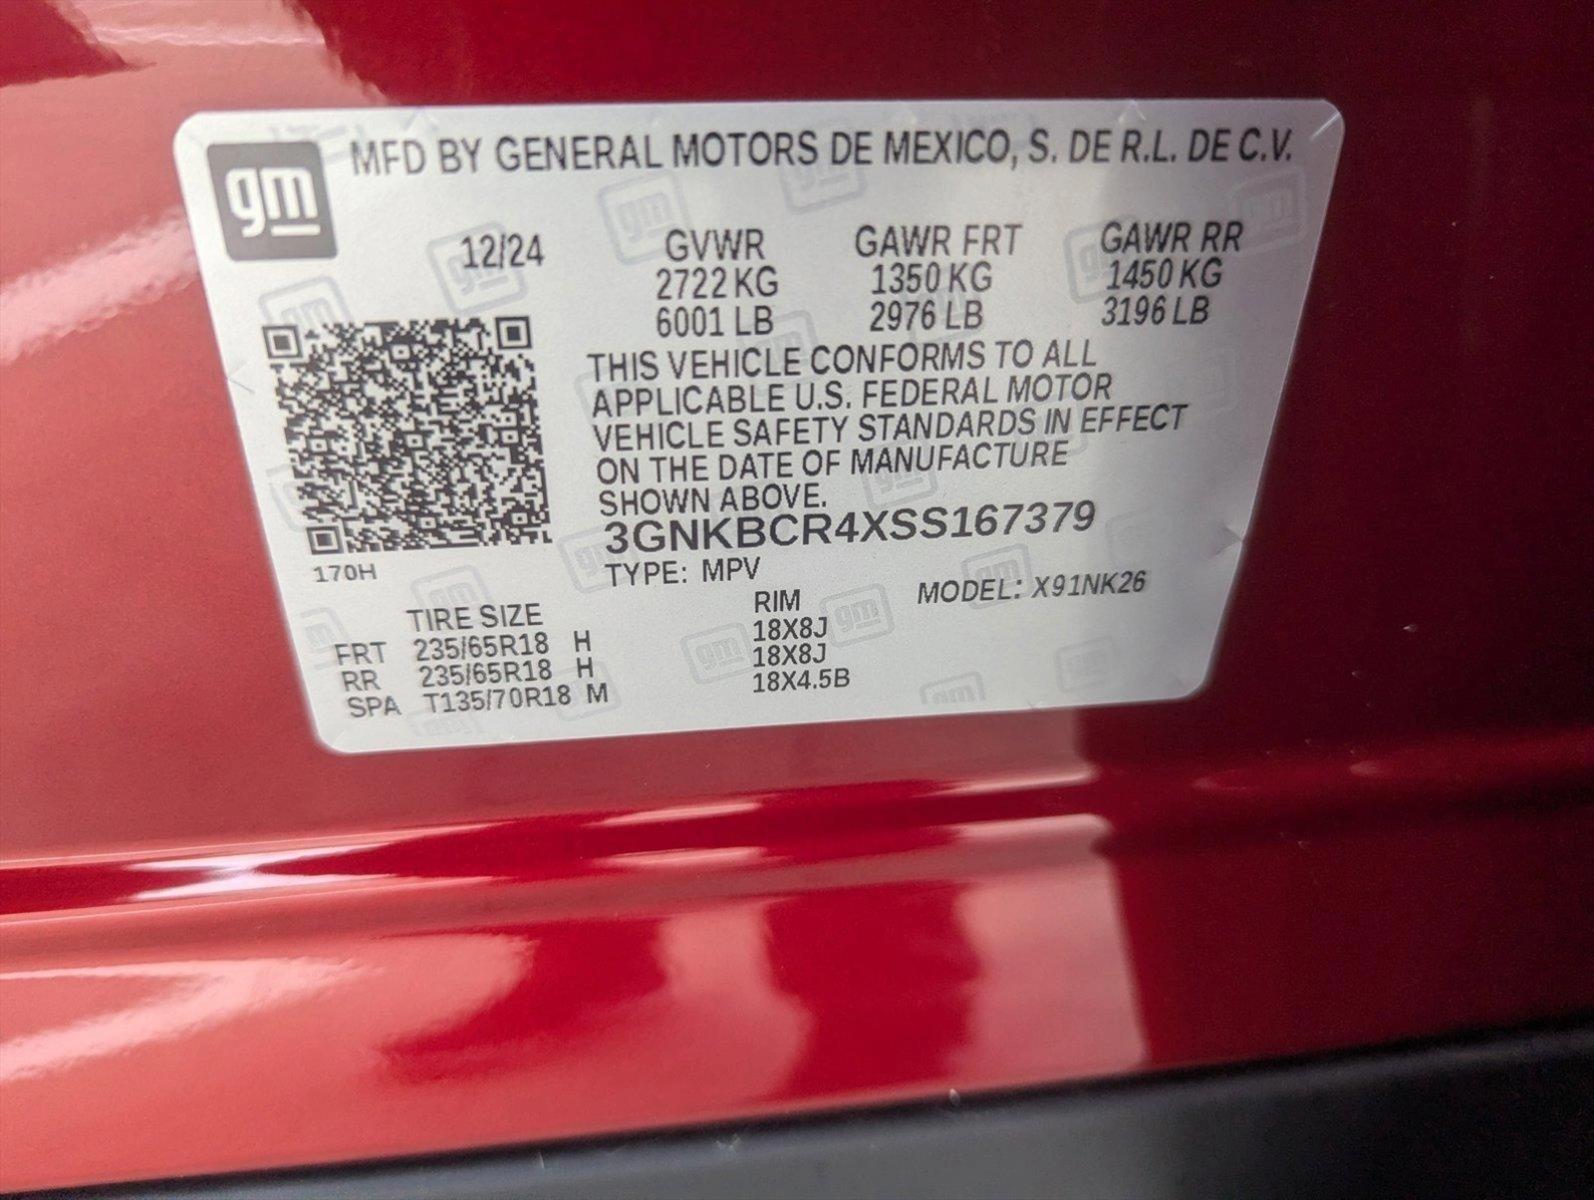 gm
MFD BY GENERAL MOTORS DE MEXICO, S. DE R.L. DE C.V.
12/24 GVWR GAWR FRT GAWR RR
2722 KG 1350 KG 1450 KG
6001 LB 2976 LB 3196 LB
THIS VEHICLE CONFORMS TO ALL
APPLICABLE U.S. FEDERAL MOTOR
VEHICLE SAFETY STANDARDS IN EFFECT
ON THE DATE OF MANUFACTURE
SHOWN ABOVE.
3GNKBCR4XSS167379
170H
TYPE: MPV MODEL: X91NK26
TIRE SIZE RIM
FRT 235/65R18 H 18X8J
RR 235/65R18 H 18X8J
SPA T135/70R18 M 18X4.5B